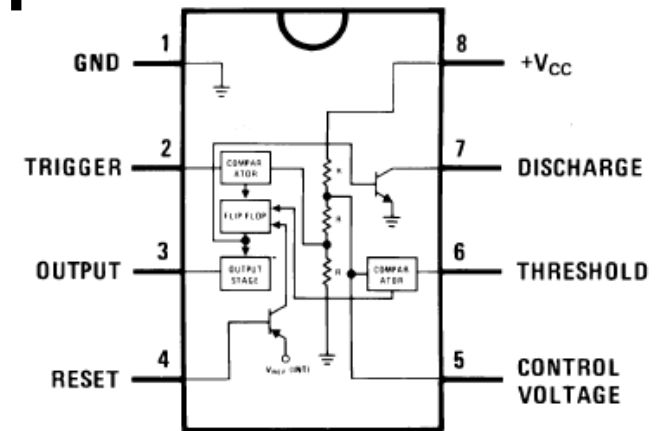 1
GND
8
+VCC
2
TRIGGER
7
DISCHARGE
COMPAR
ATOR
R
FLIP FLOP
R
3
OUTPUT
OUTPUT
STAGE
R
COMPAR
ATOR
6
THRESHOLD
4
RESET
VREF (INT)
5
CONTROL
VOLTAGE